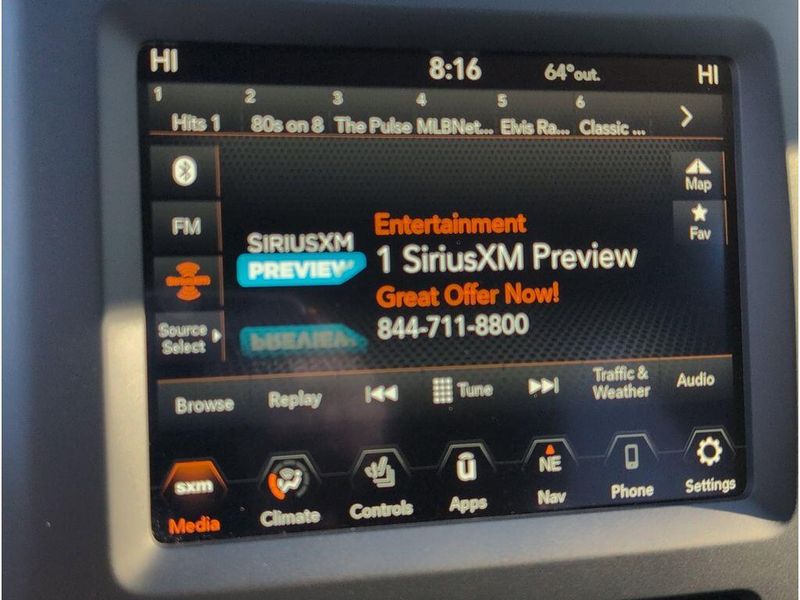 HI 8:16 64°out. HI
1 2 3 4 5 6
Hits 1 80s on 8 The Pulse MLBNet... Elvis Ra... Classic ...
Map
FM
Fav
SIRIUSXM
PREVIEW
Entertainment
1 SiriusXM Preview
Great Offer Now!
844-711-8800
Source
Select
Browse Replay Tune Traffic &
Weather
Audio
sxm
Media
Climate
Controls
Apps
NE
Nav
Phone
Settings